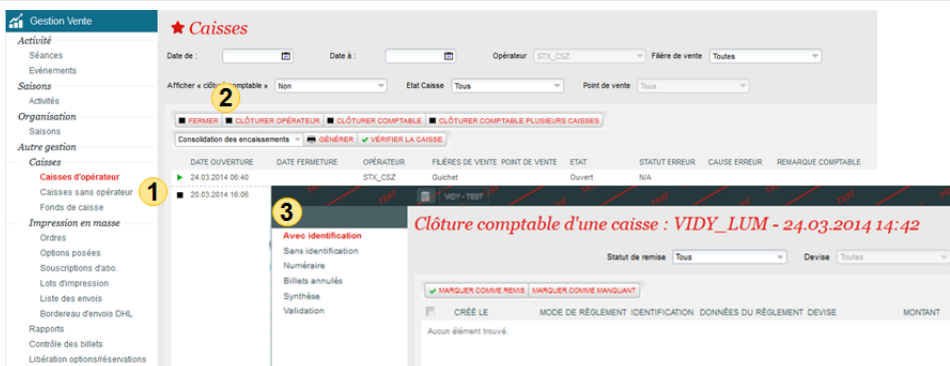 Gestion Vente
Activité
Séances
Evénements
Saisons
Activités
Organisation
Saisons
Autre gestion
Caisses
Caisses d'opérateur
Caisses sans opérateur
Fonds de caisse
Impression en masse
Ordres
Options posées
Souscriptions d'abo.
Lots d'impression
Liste des envois
Bordereau d'envois DHL
Rapports
Contrôle des billets
Libération options/réservations
1
Caisses
Date de : Date à : Opérateur STX_CSZ Filière de vente Toutes
Afficher « clôt comptable » Non Etat Caisse Tous Point de vente Tous
2
FERMER CLÔTURER OPÉRATEUR CLÔTURER COMPTABLE CLÔTURER COMPTABLE PLUSIEURS CAISSES
Consolidation des encaissements GÉNÉRER VÉRIFIER LA CAISSE
DATE OUVERTURE DATE FERMETURE OPÉRATEUR FILIÈRES DE VENTE POINT DE VENTE ETAT STATUT ERREUR CAUSE ERREUR REMARQUE COMPTABLE
24.03.2014 06:40 STX_CSZ Guichet Ouvert N/A
20.03.2014 16:06
3
TEST TEST VIDY - TEST TEST TEST
Avec identification
Sans identification
Numéraire
Billets annulés
Synthèse
Validation
Clôture comptable d'une caisse : VIDY_LUM - 24.03.2014 14:42
Statut de remise Tous Devise Toutes
MARQUER COMME REMIS MARQUER COMME MANQUANT
CRÉÉ LE MODE DE RÈGLEMENT IDENTIFICATION DONNÉES DU RÈGLEMENT DEVISE MONTANT
Aucun élément trouvé.